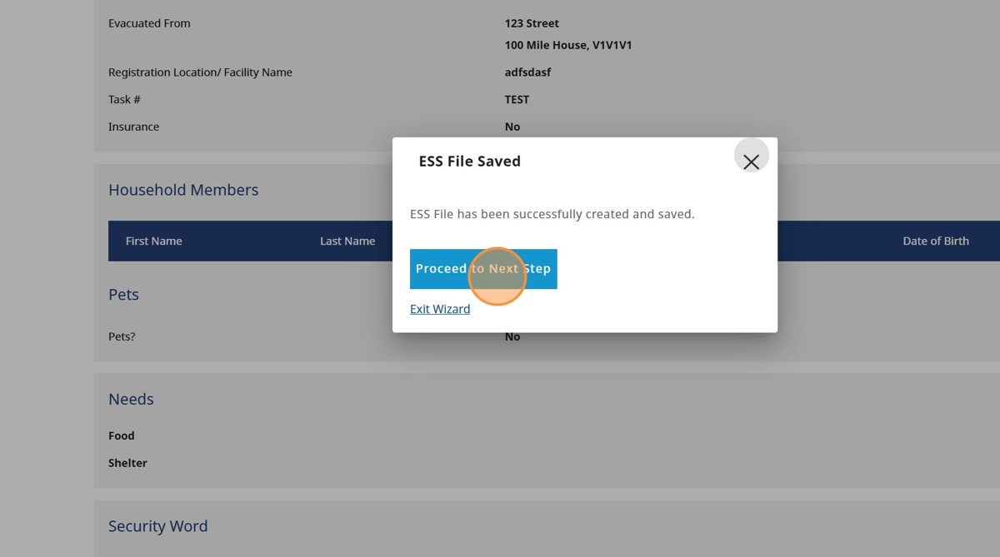 Evacuated From 123 Street
100 Mile House, V1V1V1
Registration Location/ Facility Name adfsdasf
Task # TEST
Insurance No
ESS File Saved
ESS File has been successfully created and saved.
Proceed to Next Step
Exit Wizard
Household Members
First Name Last Name Date of Birth
Pets
Pets? No
Needs
Food
Shelter
Security Word